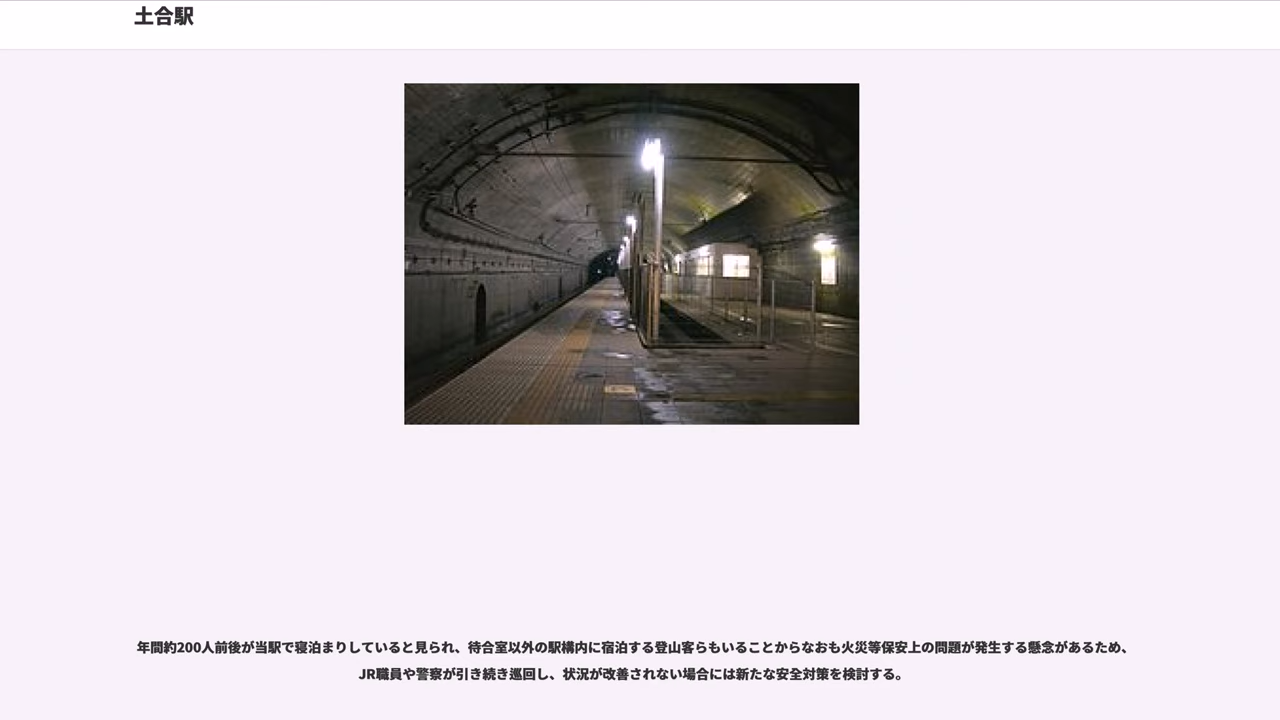 土合駅
年間約200人前後が当駅で寝泊まりしていると見られ、待合室以外の駅構内に宿泊する登山客らもいることからなおも火災等保安上の問題が発生する懸念があるため、
JR職員や警察が引き続き巡回し、状況が改善されない場合には新たな安全対策を検討する。